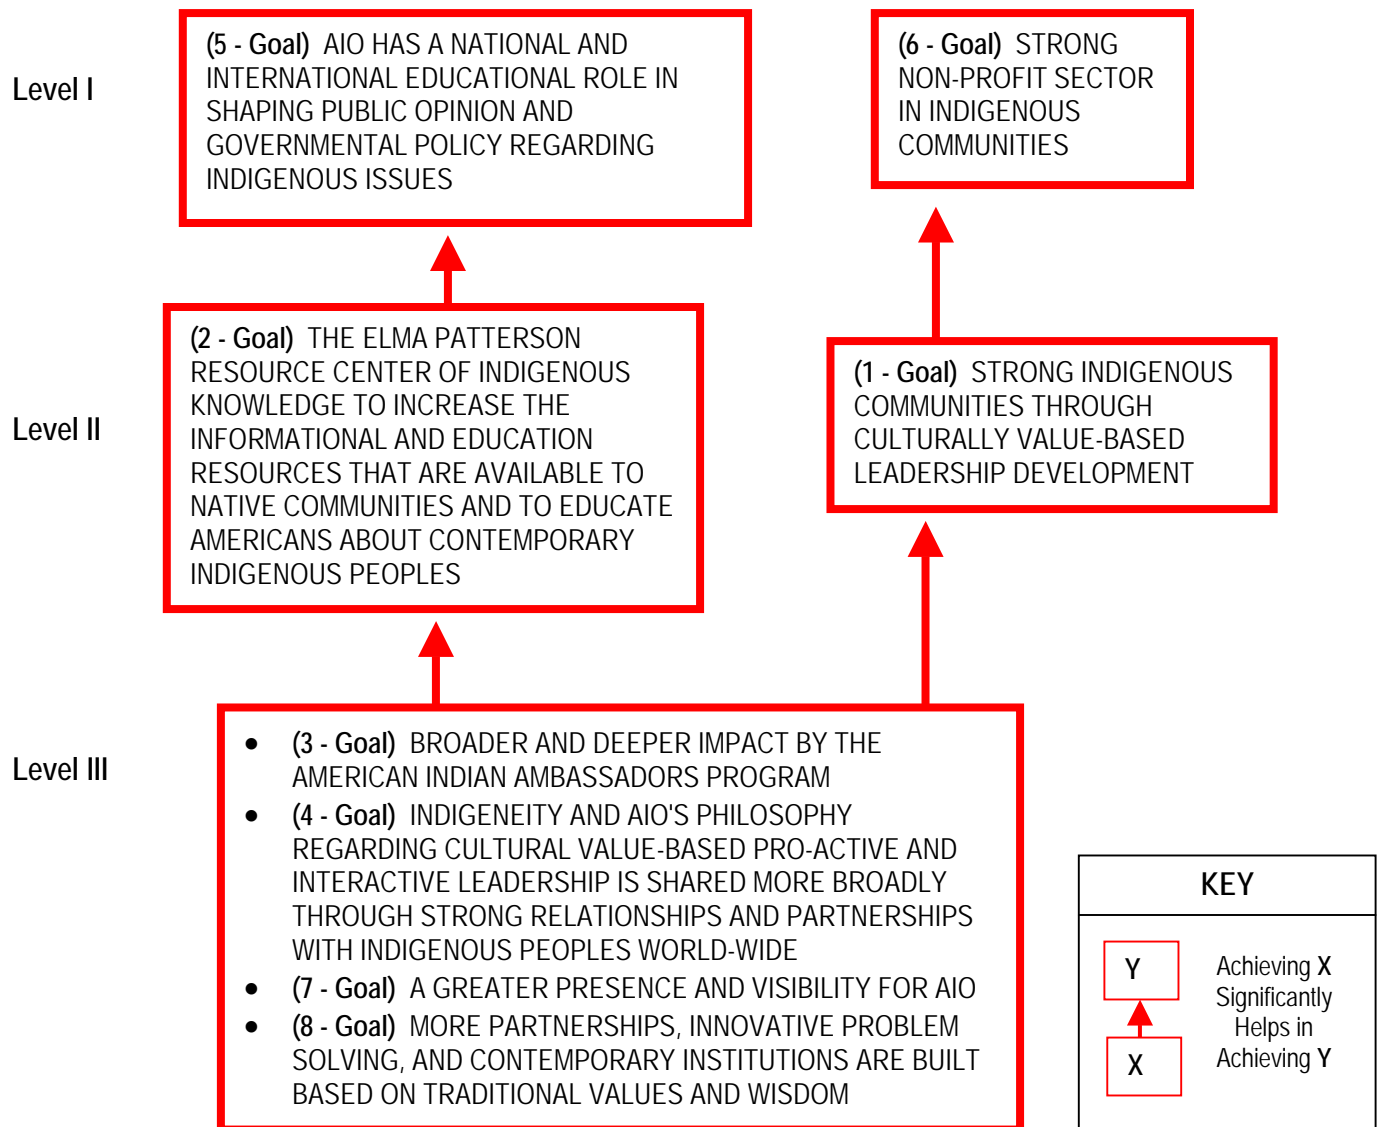 Level I
(5 - Goal) AIO HAS A NATIONAL AND
INTERNATIONAL EDUCATIONAL ROLE IN
SHAPING PUBLIC OPINION AND
GOVERNMENTAL POLICY REGARDING
INDIGENOUS ISSUES
(6 - Goal) STRONG
NON-PROFIT SECTOR
IN INDIGENOUS
COMMUNITIES
Level II
(2 - Goal) THE ELMA PATTERSON
RESOURCE CENTER OF INDIGENOUS
KNOWLEDGE TO INCREASE THE
INFORMATIONAL AND EDUCATION
RESOURCES THAT ARE AVAILABLE TO
NATIVE COMMUNITIES AND TO EDUCATE
AMERICANS ABOUT CONTEMPORARY
INDIGENOUS PEOPLES
(1 - Goal) STRONG INDIGENOUS
COMMUNITIES THROUGH
CULTURALLY VALUE-BASED
LEADERSHIP DEVELOPMENT
Level III
• (3 - Goal) BROADER AND DEEPER IMPACT BY THE
AMERICAN INDIAN AMBASSADORS PROGRAM
• (4 - Goal) INDIGENEITY AND AIO'S PHILOSOPHY
REGARDING CULTURAL VALUE-BASED PRO-ACTIVE AND
INTERACTIVE LEADERSHIP IS SHARED MORE BROADLY
THROUGH STRONG RELATIONSHIPS AND PARTNERSHIPS
WITH INDIGENOUS PEOPLES WORLD-WIDE
• (7 - Goal) A GREATER PRESENCE AND VISIBILITY FOR AIO
• (8 - Goal) MORE PARTNERSHIPS, INNOVATIVE PROBLEM
SOLVING, AND CONTEMPORARY INSTITUTIONS ARE BUILT
BASED ON TRADITIONAL VALUES AND WISDOM
KEY
Y
X
Achieving X
Significantly
Helps in
Achieving Y